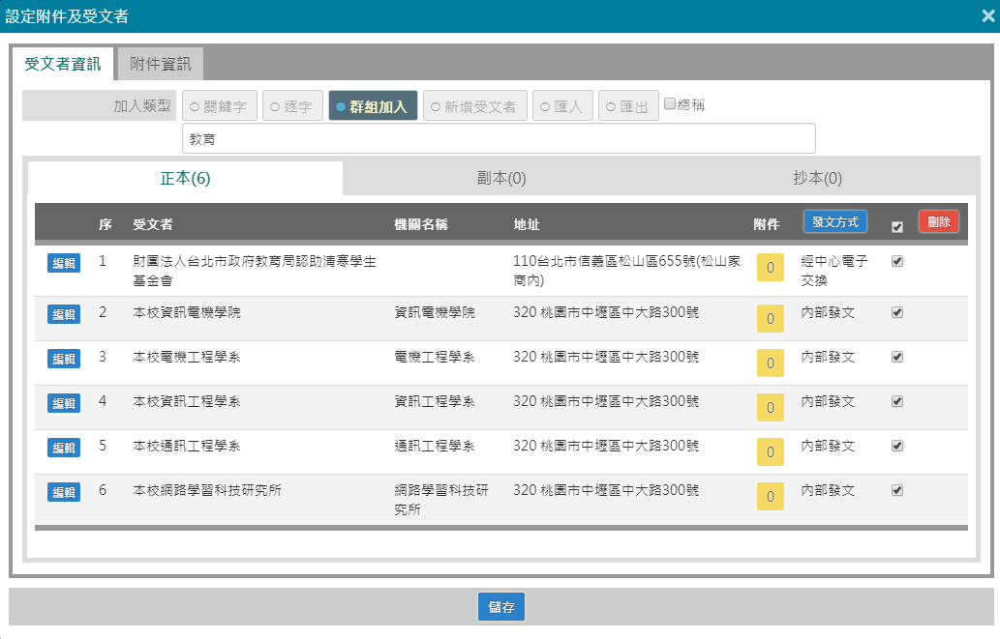 設定附件及受文者
受文者資訊 附件資訊
加入類型 關鍵字 逐字 群組加入 新增受文者 匯入 匯出 總稱
教育
正本(6) 副本(0) 抄本(0)
序 受文者 機關名稱 地址 附件 發文方式 刪除
編輯 1 財團法人台北市政府教育局認助清寒學生 110台北市信義區松山區655號(松山家 0 經中心電子
基金會 商內) 交換
編輯 2 本校資訊電機學院 資訊電機學院 320 桃園市中壢區中大路300號 0 內部發文
編輯 3 本校電機工程學系 電機工程學系 320 桃園市中壢區中大路300號 0 內部發文
編輯 4 本校資訊工程學系 資訊工程學系 320 桃園市中壢區中大路300號 0 內部發文
編輯 5 本校通訊工程學系 通訊工程學系 320 桃園市中壢區中大路300號 0 內部發文
編輯 6 本校網路學習科技研究所 網路學習科技研 320 桃園市中壢區中大路300號 0 內部發文
究所
儲存